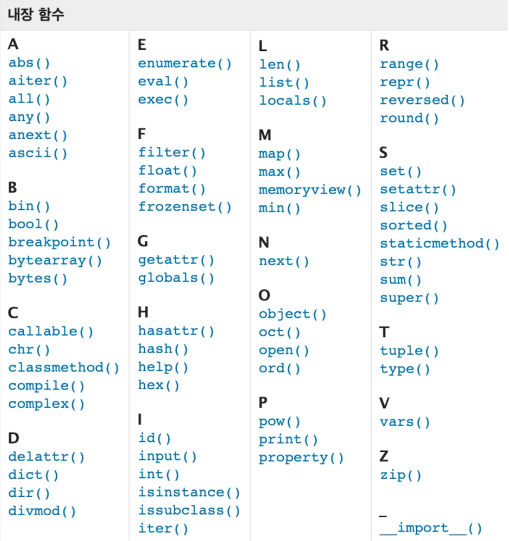 내장 함수
A
abs()
aiter()
all()
any()
anext()
ascii()
B
bin()
bool()
breakpoint()
bytearray()
bytes()
C
callable()
chr()
classmethod()
compile()
complex()
D
delattr()
dict()
dir()
divmod()
E
enumerate()
eval()
exec()
F
filter()
float()
format()
frozenset()
G
getattr()
globals()
H
hasattr()
hash()
help()
hex()
I
id()
input()
int()
isinstance()
issubclass()
iter()
L
len()
list()
locals()
M
map()
max()
memoryview()
min()
N
next()
O
object()
oct()
open()
ord()
P
pow()
print()
property()
R
range()
repr()
reversed()
round()
S
set()
setattr()
slice()
sorted()
staticmethod()
str()
sum()
super()
T
tuple()
type()
V
vars()
Z
zip()
_
__import__()